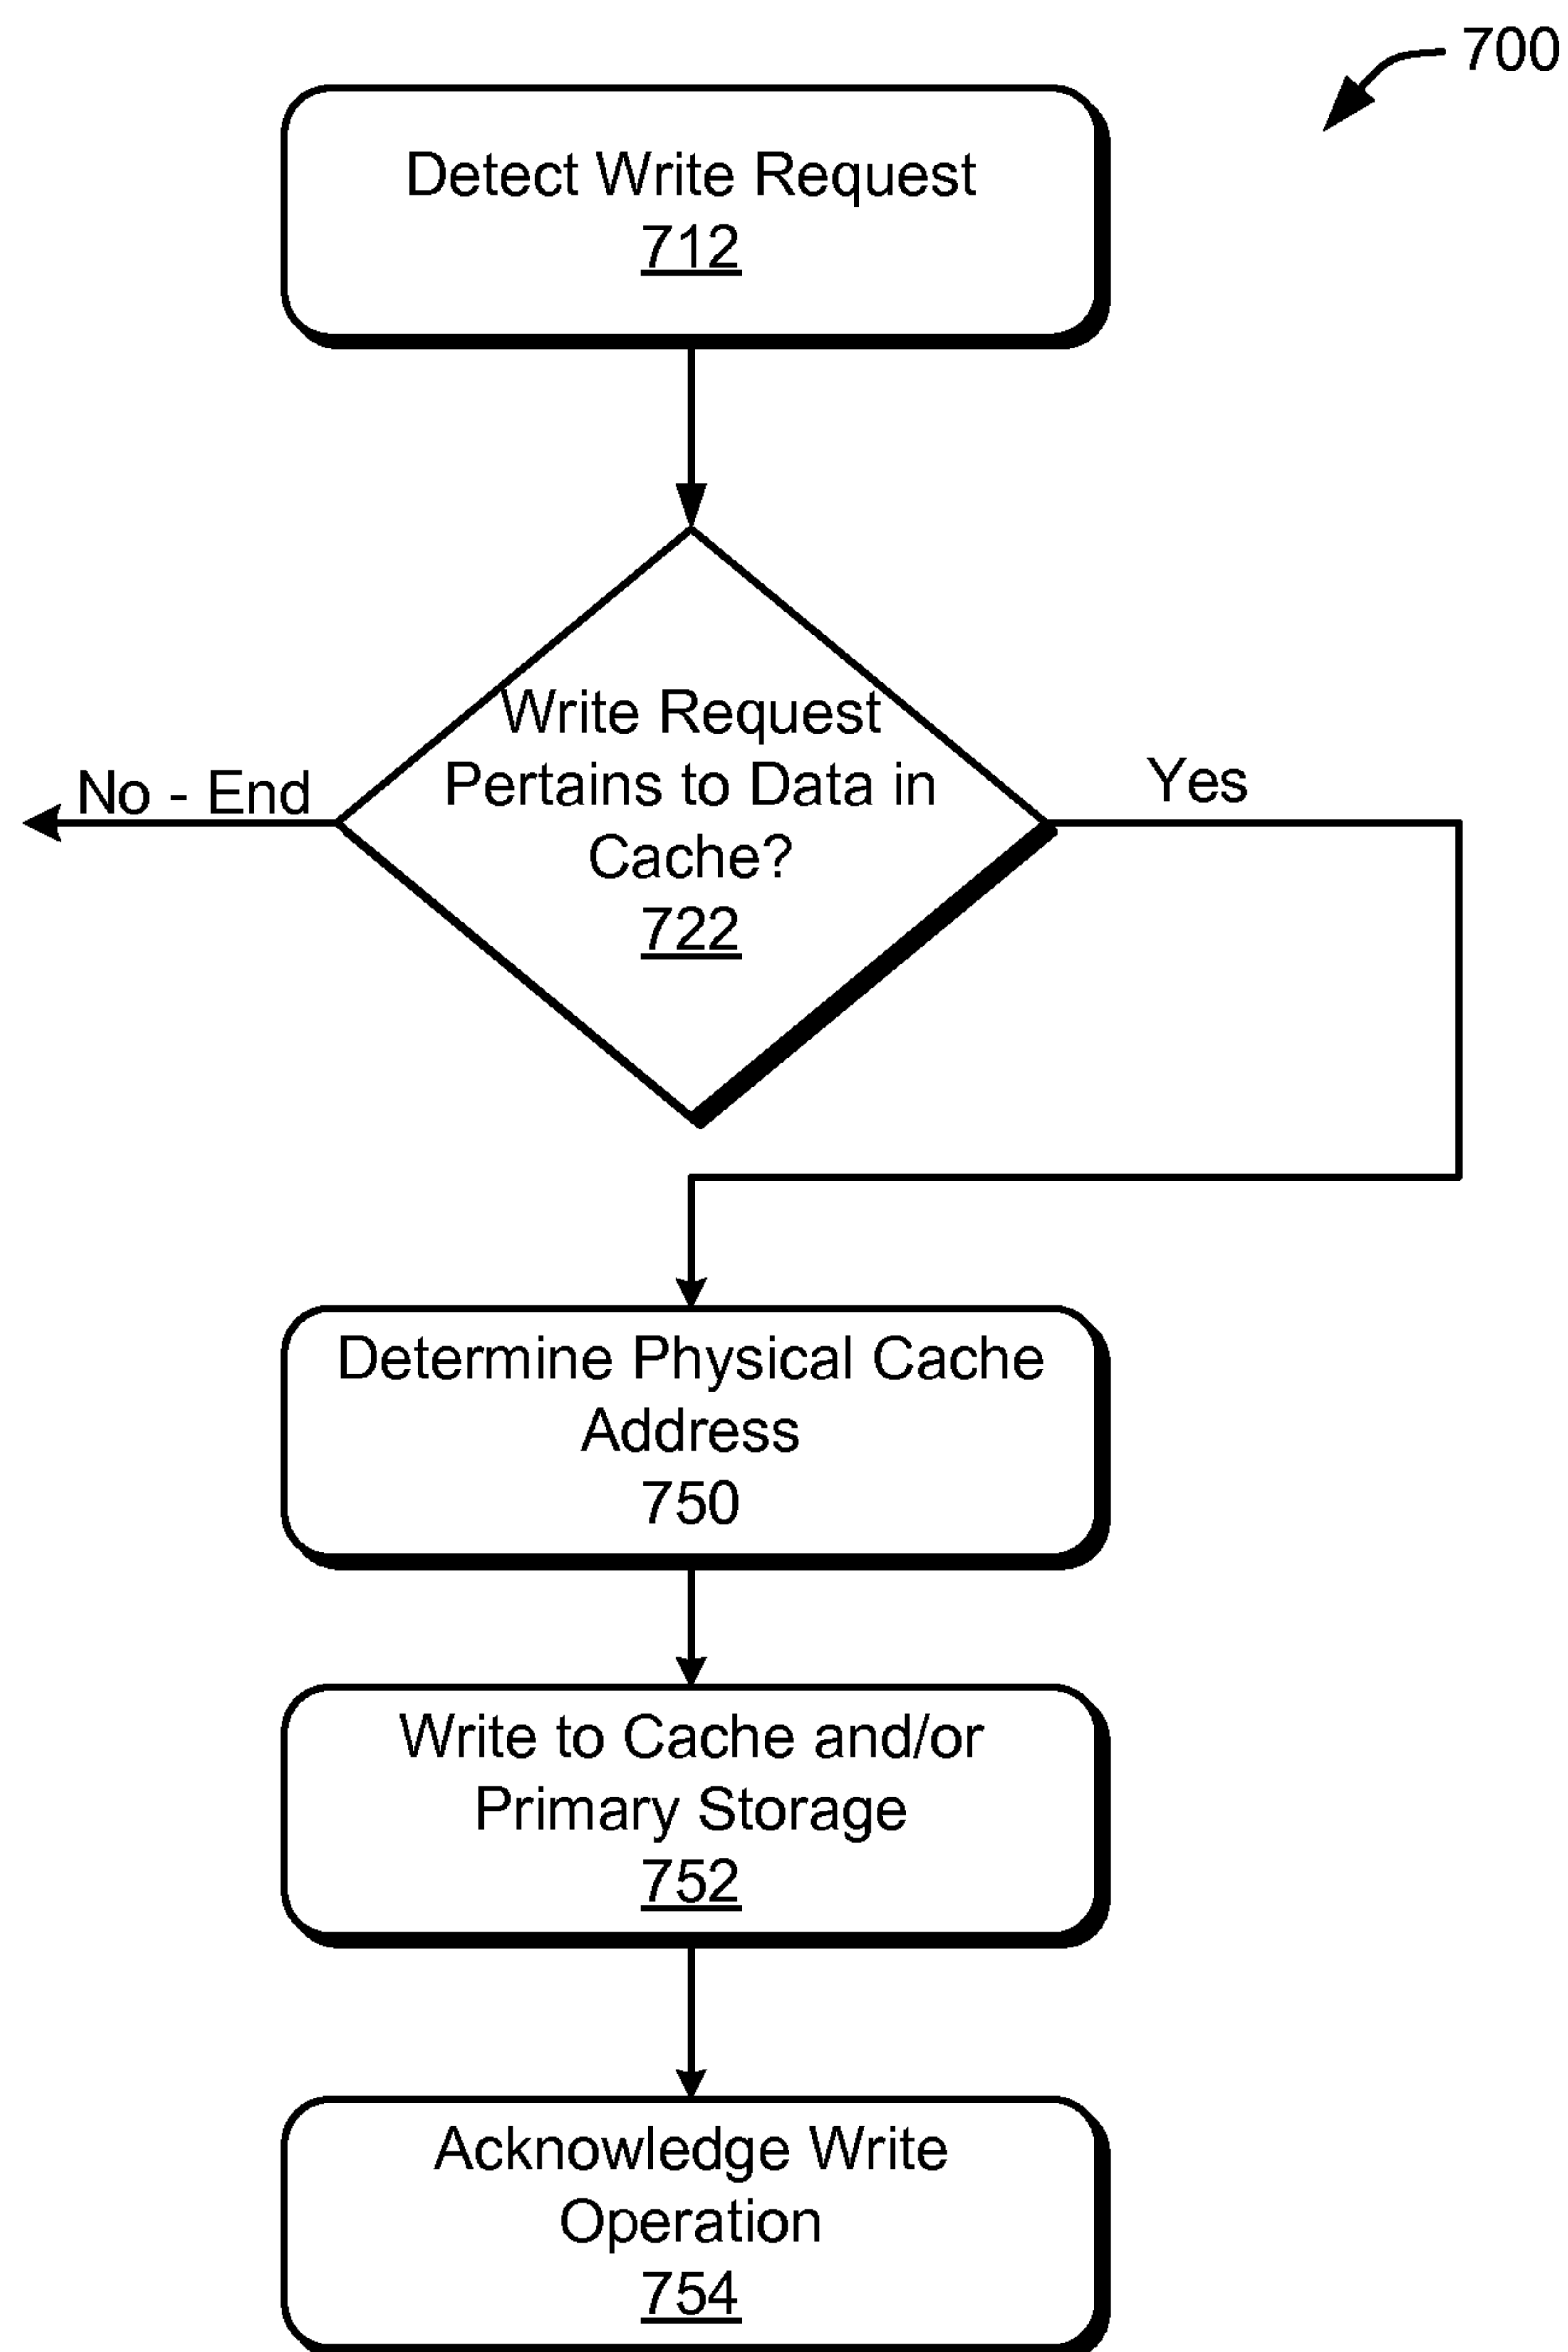 700
Detect Write Request
712
Write Request
Pertains to Data in
Cache?
722
No - End
Yes
Determine Physical Cache
Address
750
Write to Cache and/or
Primary Storage
752
Acknowledge Write
Operation
754